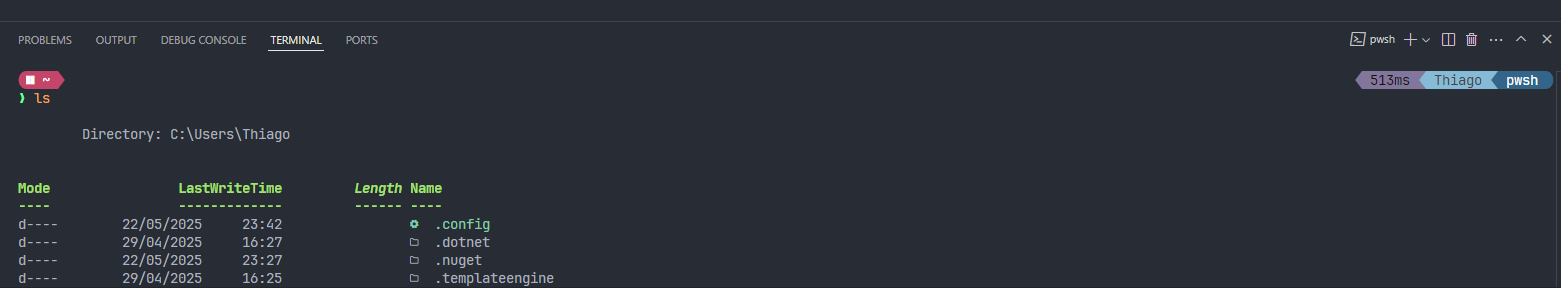 PROBLEMS OUTPUT DEBUG CONSOLE TERMINAL PORTS pwsh
~ 513ms Thiago pwsh
❯ ls
Directory: C:\Users\Thiago
Mode LastWriteTime Length Name
---- ------------- ------ ----
d---- 22/05/2025 23:42 .config
d---- 29/04/2025 16:27 .dotnet
d---- 22/05/2025 23:27 .nuget
d---- 29/04/2025 16:25 .templateengine